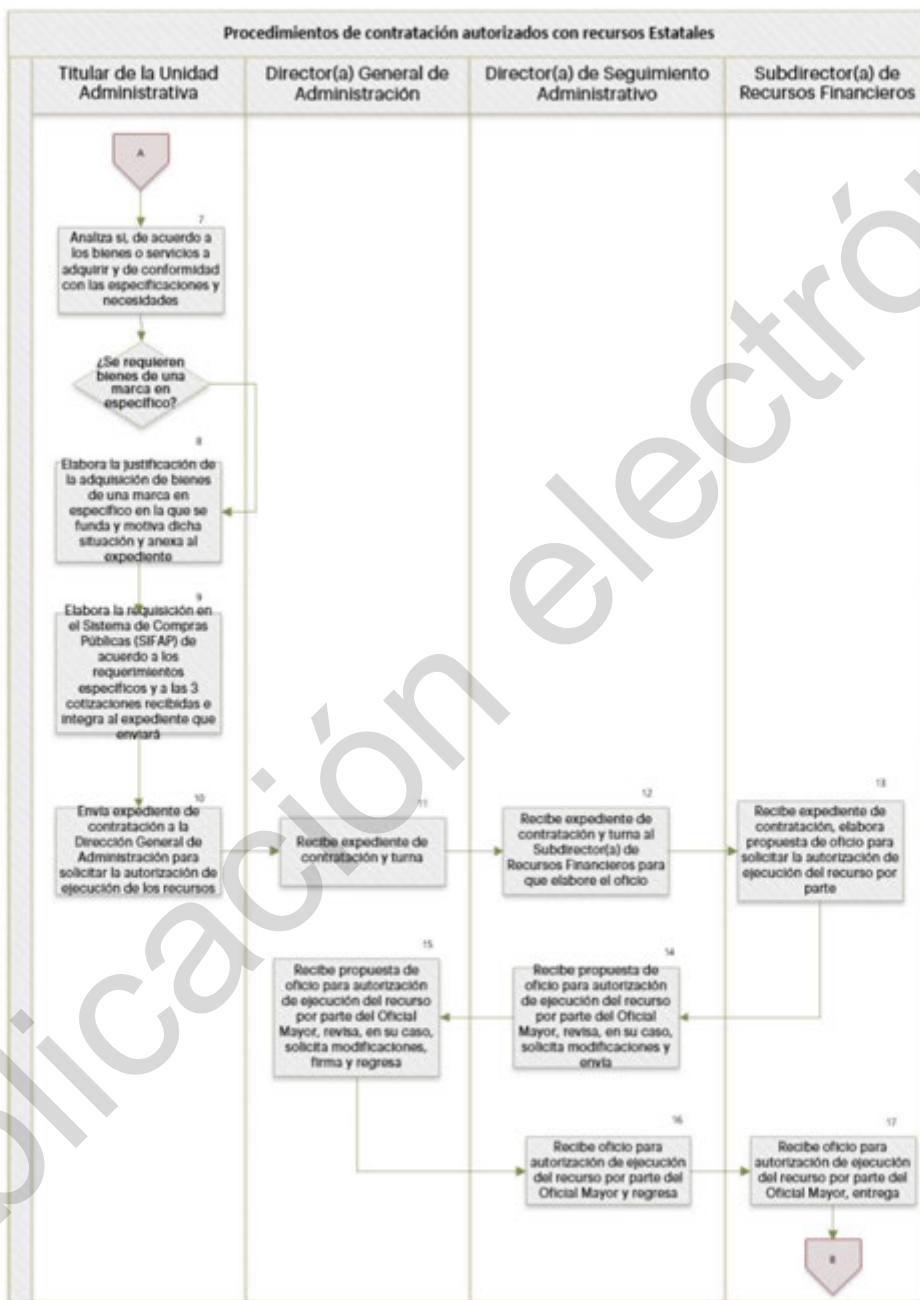 Procedimientos de contratación autorizados con recursos Estatales
Titular de la Unidad
Administrativa
Director(a) General de
Administración
Director(a) de Seguimiento
Administrativo
Subdirector(a) de
Recursos Financieros
A
7
Analiza si, de acuerdo a
los bienes o servicios a
adquirir y de conformidad
con las especificaciones y
necesidades
¿Se requieren
bienes de una
marca en
específico?
8
Elabora la justificación de
la adquisición de bienes
de una marca en
específico en la que se
funda y motiva dicha
situación y anexa al
expediente
9
Elabora la requisición en
el Sistema de Compras
Públicas (SIFAP) de
acuerdo a los
requerimientos
específicos y a las 3
cotizaciones recibidas e
integra al expediente que
enviará
10
Envía expediente de
contratación a la
Dirección General de
Administración para
solicitar la autorización de
ejecución de los recursos
11
Recibe expediente de
contratación y turna
12
Recibe expediente de
contratación y turna al
Subdirector(a) de
Recursos Financieros para
que elabore el oficio
13
Recibe expediente de
contratación, elabora
propuesta de oficio para
solicitar la autorización de
ejecución del recurso por
parte
14
Recibe propuesta de
oficio para autorización
de ejecución del recurso
por parte del Oficial
Mayor, revisa, en su caso,
solicita modificaciones y
envía
15
Recibe propuesta de
oficio para autorización
de ejecución del recurso
por parte del Oficial
Mayor, revisa, en su caso,
solicita modificaciones,
firma y regresa
16
Recibe oficio para
autorización de ejecución
del recurso por parte del
Oficial Mayor y regresa
17
Recibe oficio para
autorización de ejecución
del recurso por parte del
Oficial Mayor, entrega
B
blicación electró